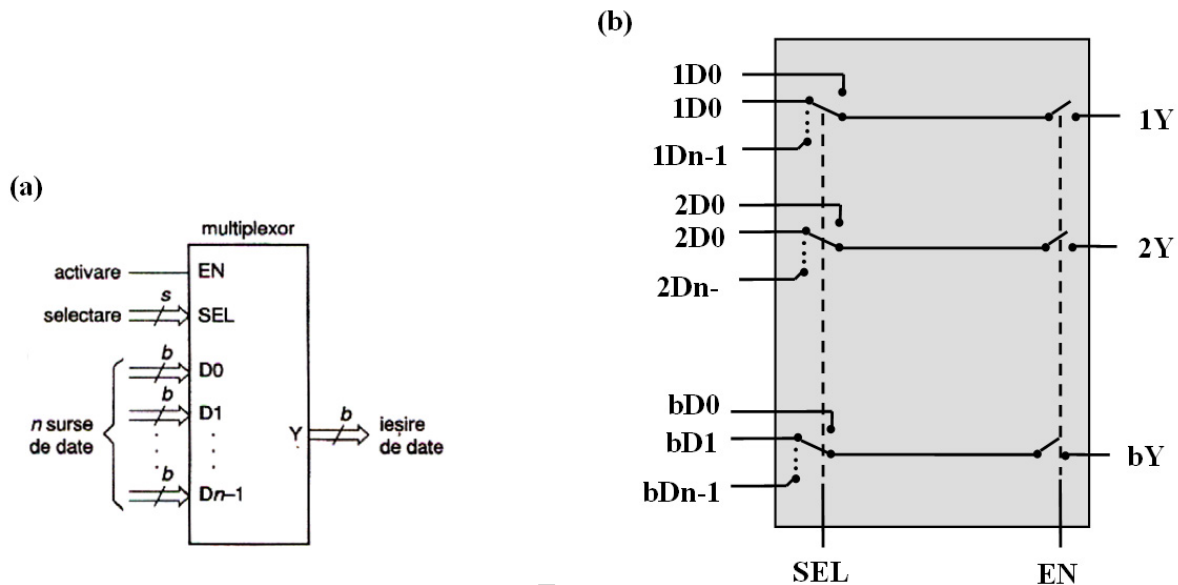 (a)
multiplexor
activare
EN
s
selectare
SEL
b
D0
b
D1
n surse
de date
b
Dn–1
Y
b
ieșire
de date
(b)
1D0
1D0
1Dn-1
1Y
2D0
2D0
2Dn-
2Y
bD0
bD1
bDn-1
bY
SEL
EN